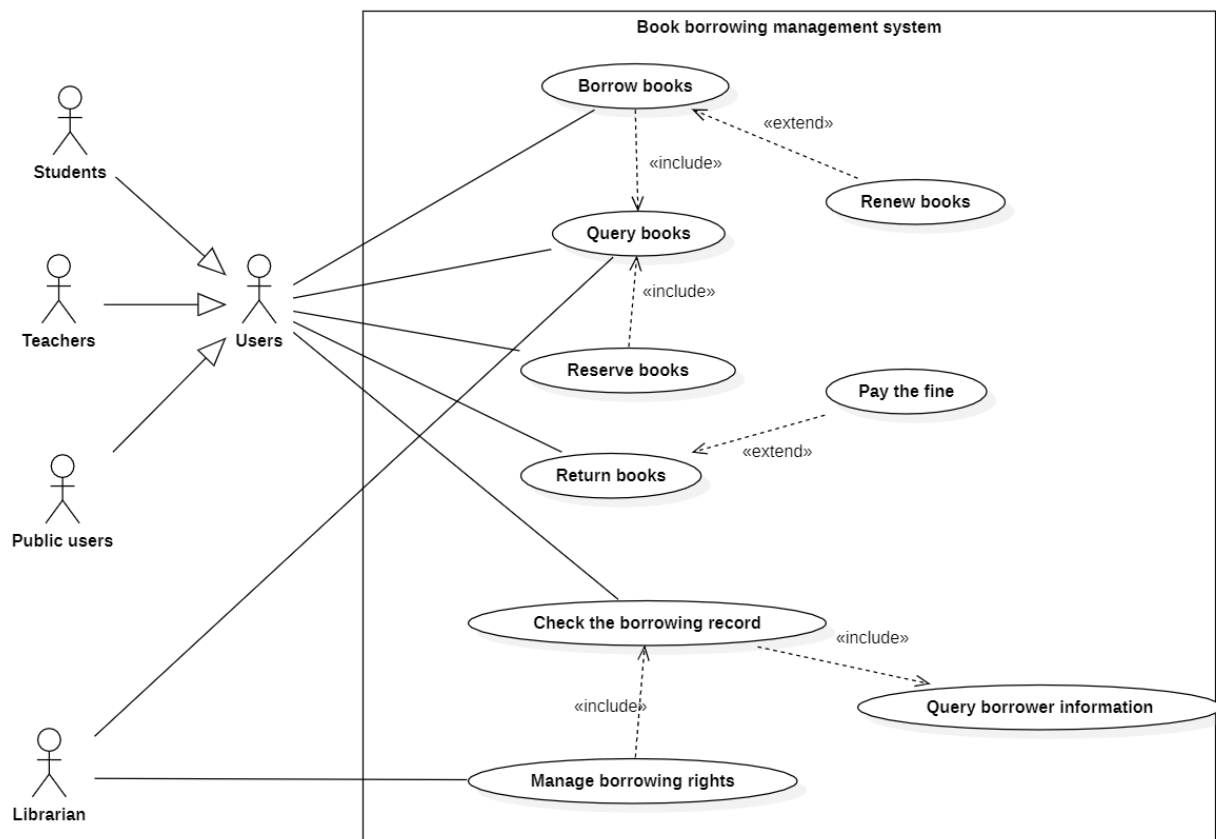 Book borrowing management system
Borrow books
«extend»
Students
«include»
Renew books
Query books
«include»
Teachers
Users
Reserve books
Pay the fine
«extend»
Return books
Public users
Check the borrowing record
«include»
«include»
Query borrower information
Manage borrowing rights
Librarian